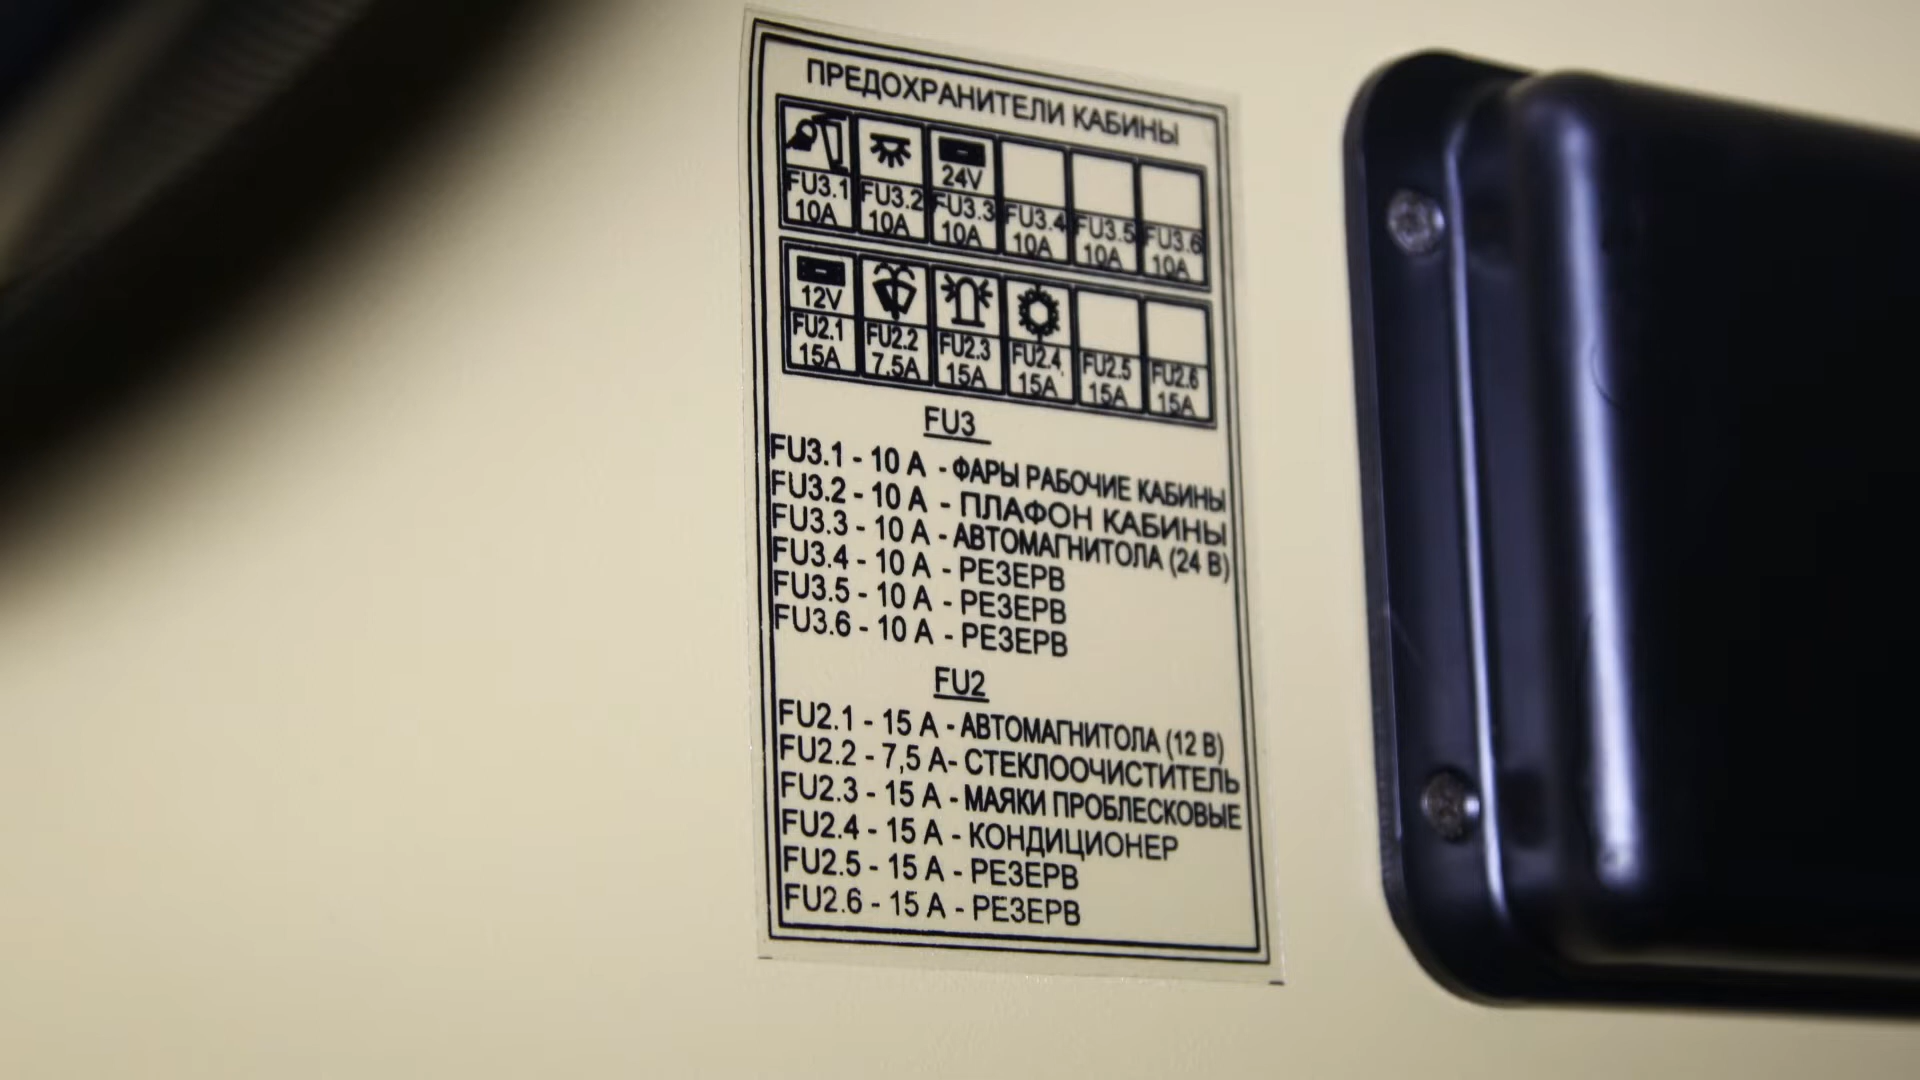 ПРЕДОХРАНИТЕЛИ КАБИНЫ
24V
FU3.1 FU3.2 FU3.3 FU3.4 FU3.5 FU3.6
10A 10A 10A 10A 10A 10A
12V
FU2.1 FU2.2 FU2.3 FU2.4 FU2.5 FU2.6
15A 7.5A 15A 15A 15A 15A
FU3
FU3.1 - 10 А - ФАРЫ РАБОЧИЕ КАБИНЫ
FU3.2 - 10 А - ПЛАФОН КАБИНЫ
FU3.3 - 10 А - АВТОМАГНИТОЛА (24 В)
FU3.4 - 10 А - РЕЗЕРВ
FU3.5 - 10 А - РЕЗЕРВ
FU3.6 - 10 А - РЕЗЕРВ
FU2
FU2.1 - 15 А - АВТОМАГНИТОЛА (12 В)
FU2.2 - 7,5 А- СТЕКЛООЧИСТИТЕЛЬ
FU2.3 - 15 А - МАЯКИ ПРОБЛЕСКОВЫЕ
FU2.4 - 15 А - КОНДИЦИОНЕР
FU2.5 - 15 А - РЕЗЕРВ
FU2.6 - 15 А - РЕЗЕРВ